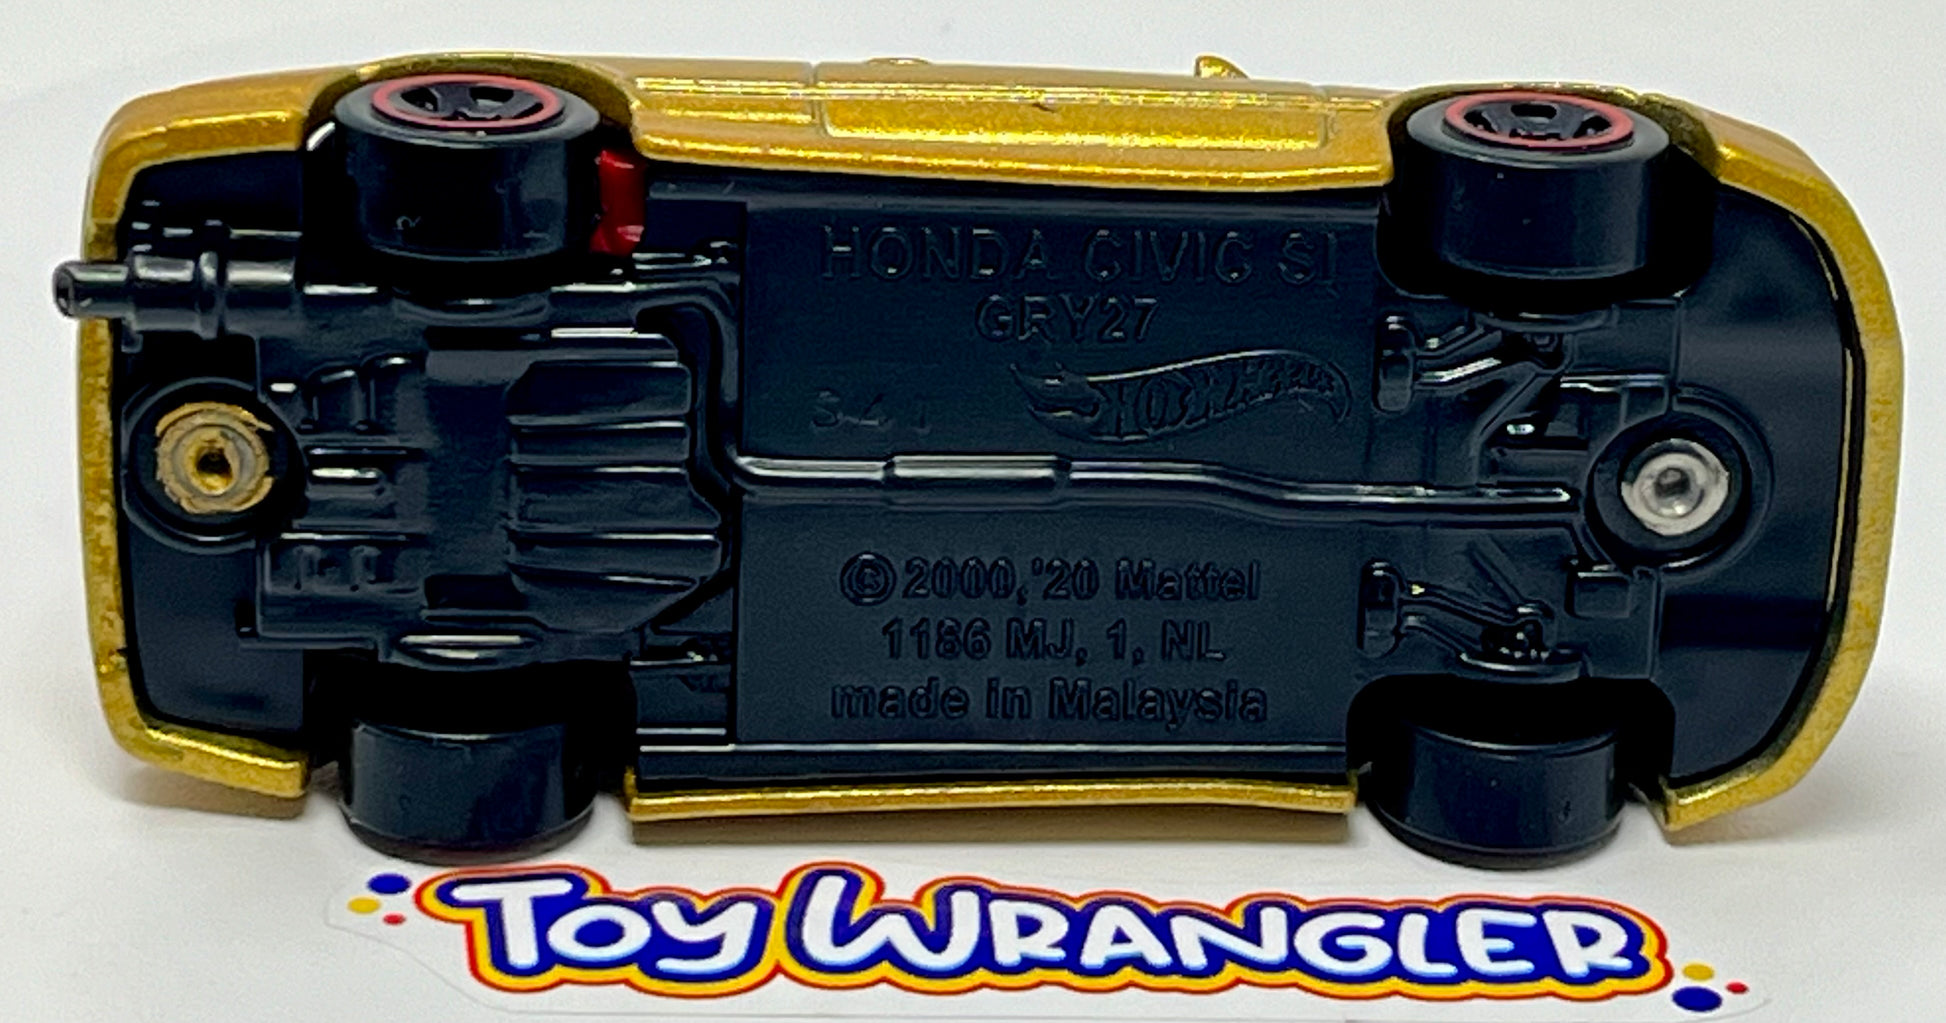 HONDA CIVIC SI
GRY27
HOT WHEELS
© 2000, '20 Mattel
1186 MJ, 1, NL
made in Malaysia
TOY WRANGLER